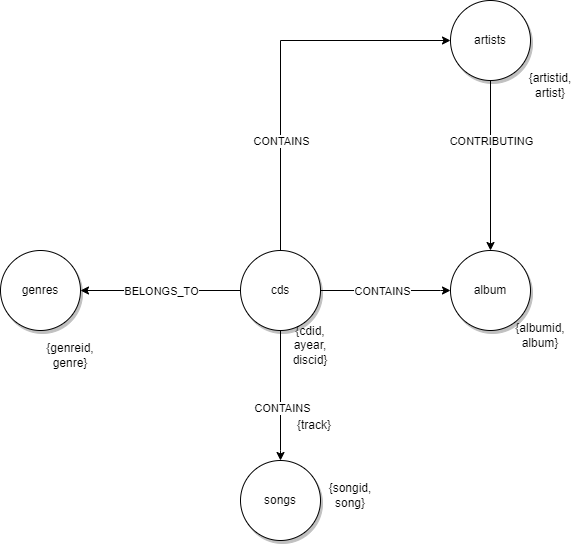 artists
{artistid,
artist}
CONTAINS
CONTRIBUTING
genres
BELONGS_TO
cds
CONTAINS
album
{genreid,
genre}
{cdid,
ayear,
discid}
{albumid,
album}
CONTAINS
{track}
songs
{songid,
song}